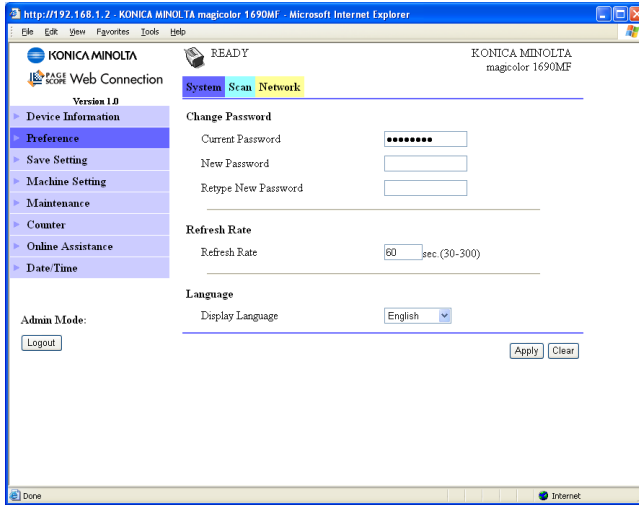 http://192.168.1.2 - KONICA MINOLTA magicolor 1690MF - Microsoft Internet Explorer
File Edit View Favorites Tools Help
KONICA MINOLTA
PAGE SCOPE Web Connection
Version 1.0
READY
KONICA MINOLTA
magicolor 1690MF
System Scan Network
Device Information
Preference
Save Setting
Machine Setting
Maintenance
Counter
Online Assistance
Date/Time
Admin Mode:
Logout
Change Password
Current Password ●●●●●●●●
New Password
Retype New Password
Refresh Rate
Refresh Rate 60 sec.(30-300)
Language
Display Language English
Apply Clear
Done Internet